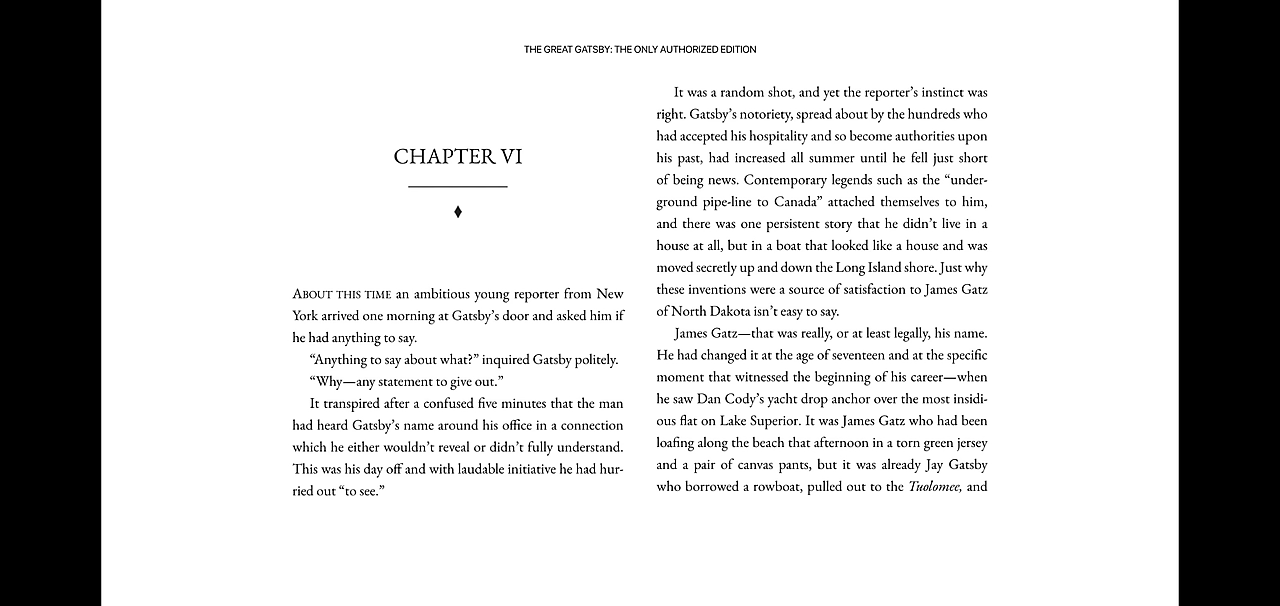 THE GREAT GATSBY: THE ONLY AUTHORIZED EDITION
CHAPTER VI
ABOUT THIS TIME an ambitious young reporter from New
York arrived one morning at Gatsby’s door and asked him if
he had anything to say.
“Anything to say about what?” inquired Gatsby politely.
“Why—any statement to give out.”
It transpired after a confused five minutes that the man
had heard Gatsby’s name around his office in a connection
which he either wouldn’t reveal or didn’t fully understand.
This was his day off and with laudable initiative he had hur-
ried out “to see.”
It was a random shot, and yet the reporter’s instinct was
right. Gatsby’s notoriety, spread about by the hundreds who
had accepted his hospitality and so become authorities upon
his past, had increased all summer until he fell just short
of being news. Contemporary legends such as the “under-
ground pipe-line to Canada” attached themselves to him,
and there was one persistent story that he didn’t live in a
house at all, but in a boat that looked like a house and was
moved secretly up and down the Long Island shore. Just why
these inventions were a source of satisfaction to James Gatz
of North Dakota isn’t easy to say.
James Gatz—that was really, or at least legally, his name.
He had changed it at the age of seventeen and at the specific
moment that witnessed the beginning of his career—when
he saw Dan Cody’s yacht drop anchor over the most insidi-
ous flat on Lake Superior. It was James Gatz who had been
loafing along the beach that afternoon in a torn green jersey
and a pair of canvas pants, but it was already Jay Gatsby
who borrowed a rowboat, pulled out to the Tuolomee, and